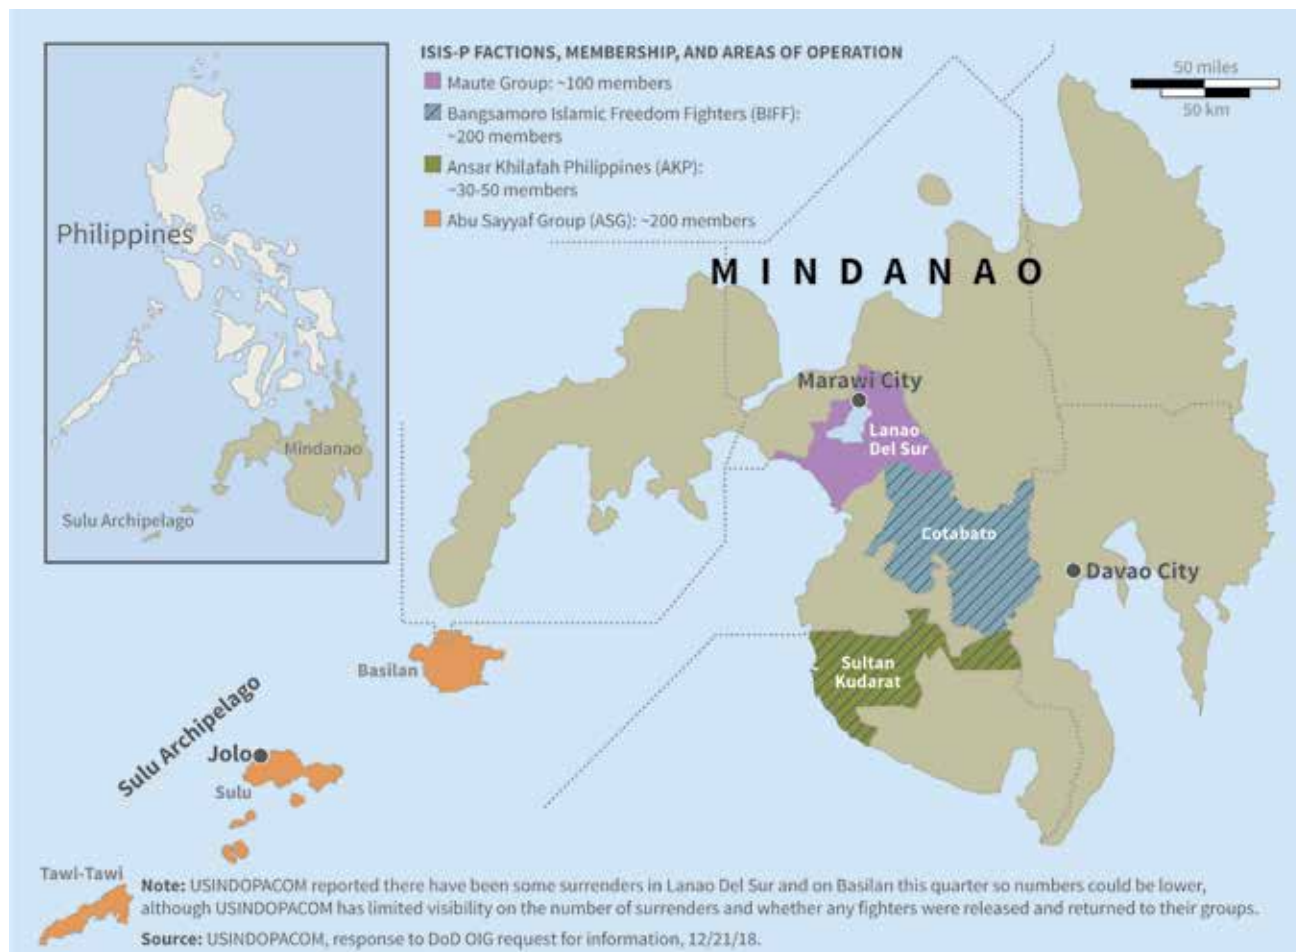 ISIS-P FACTIONS, MEMBERSHIP, AND AREAS OF OPERATION
Maute Group: ~100 members
Bangsamoro Islamic Freedom Fighters (BIFF):
~200 members
Ansar Khilafah Philippines (AKP):
~30-50 members
Abu Sayyaf Group (ASG): ~200 members
50 miles
50 km
Philippines
Mindanao
Sulu Archipelago
MINDANAO
Marawi City
Lanao
Del Sur
Cotabato
Davao City
Sultan
Kudarat
Basilan
Sulu Archipelago
Jolo
Sulu
Tawi-Tawi
Note: USINDOPACOM reported there have been some surrenders in Lanao Del Sur and on Basilan this quarter so numbers could be lower,
although USINDOPACOM has limited visibility on the number of surrenders and whether any fighters were released and returned to their groups.
Source: USINDOPACOM, response to DoD OIG request for information, 12/21/18.